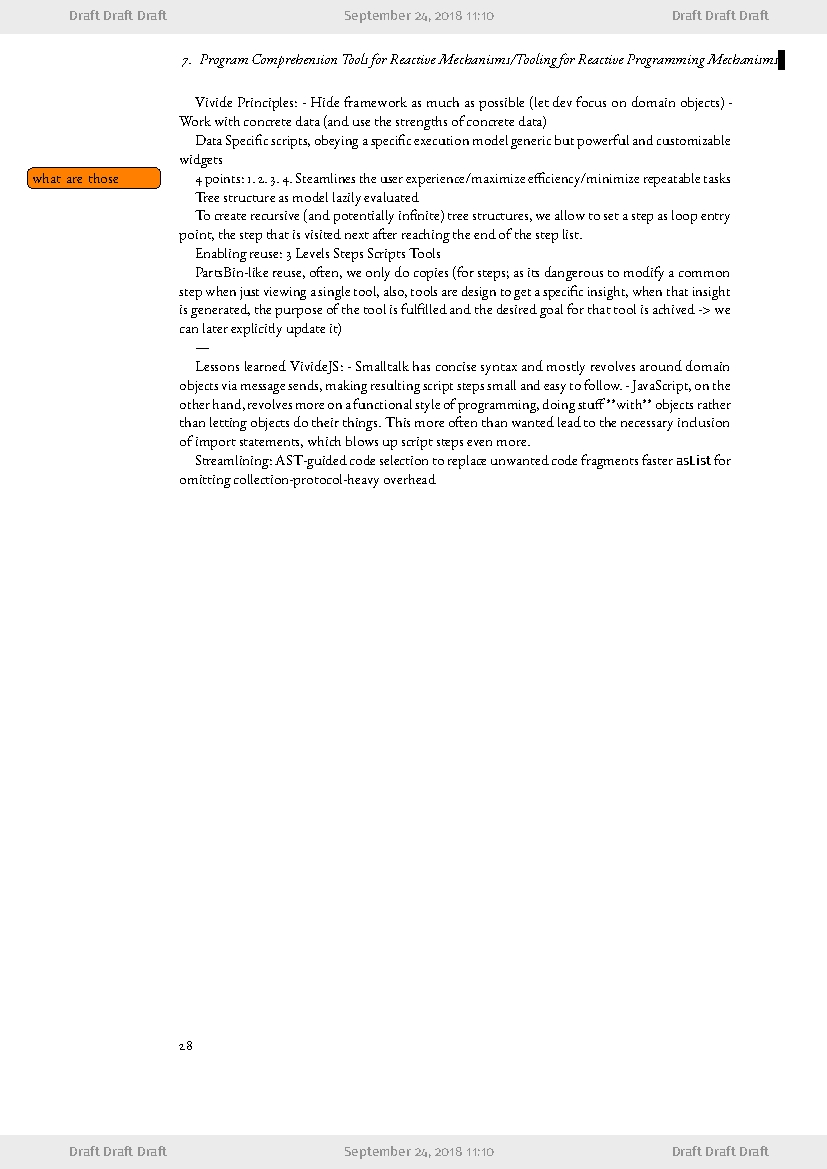 Draft Draft Draft September 24, 2018 11:10 Draft Draft Draft
7. Program Comprehension Tools for Reactive Mechanisms/Tooling for Reactive Programming Mechanisms
Vivide Principles: - Hide framework as much as possible (let dev focus on domain objects) -
Work with concrete data (and use the strengths of concrete data)
Data Specific scripts, obeying a specific execution model generic but powerful and customizable
widgets
what are those
4 points: 1. 2. 3. 4. Steamlines the user experience/maximize efficiency/minimize repeatable tasks
Tree structure as model lazily evaluated
To create recursive (and potentially infinite) tree structures, we allow to set a step as loop entry
point, the step that is visited next after reaching the end of the step list.
Enabling reuse: 3 Levels Steps Scripts Tools
PartsBin-like reuse, often, we only do copies (for steps; as its dangerous to modify a common
step when just viewing a single tool, also, tools are design to get a specific insight, when that insight
is generated, the purpose of the tool is fulfilled and the desired goal for that tool is achived -> we
can later explicitly update it)
—
Lessons learned VivideJS: - Smalltalk has concise syntax and mostly revolves around domain
objects via message sends, making resulting script steps small and easy to follow. - JavaScript, on the
other hand, revolves more on a functional style of programming, doing stuff **with** objects rather
than letting objects do their things. This more often than wanted lead to the necessary inclusion
of import statements, which blows up script steps even more.
Streamlining: AST-guided code selection to replace unwanted code fragments faster asList for
omitting collection-protocol-heavy overhead
28
Draft Draft Draft September 24, 2018 11:10 Draft Draft Draft